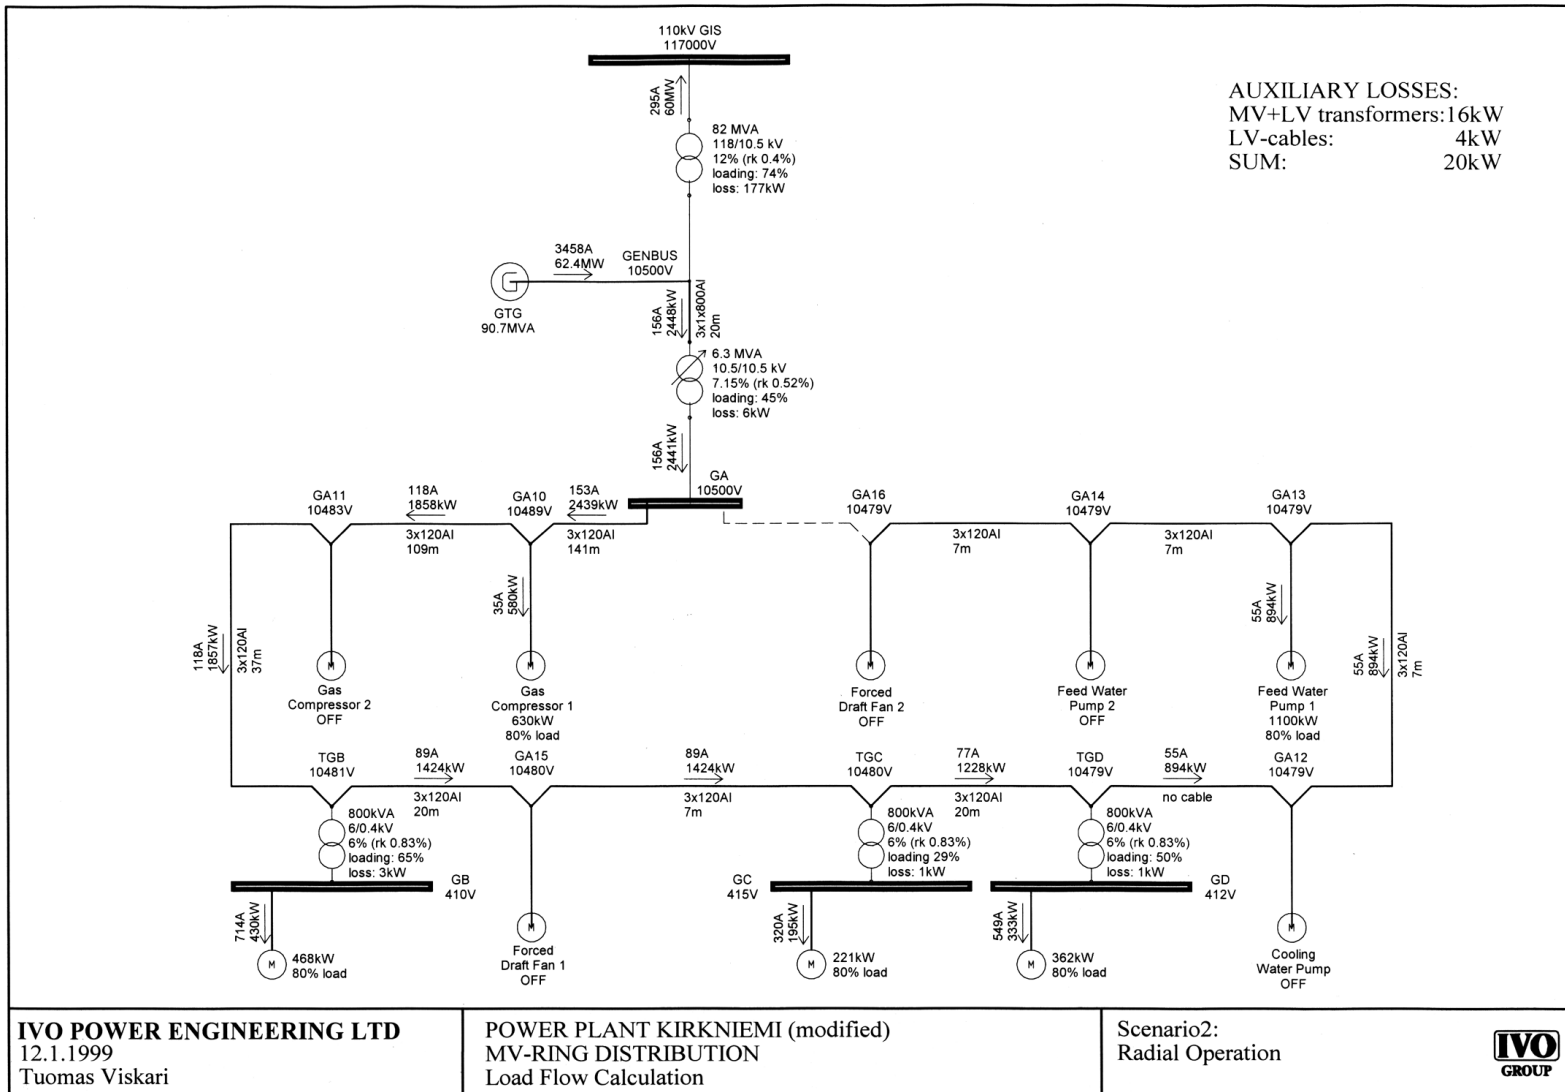 110kV GIS
117000V
295A
60MW
82 MVA
118/10.5 kV
12% (rk 0.4%)
loading: 74%
loss: 177kW
AUXILIARY LOSSES:
MV+LV transformers:16kW
LV-cables: 4kW
SUM: 20kW
3458A
62.4MW
GENBUS
10500V
G
GTG
90.7MVA
156A
2448kW
3x1x800Al
20m
6.3 MVA
10.5/10.5 kV
7.15% (rk 0.52%)
loading: 45%
loss: 6kW
156A
2441kW
GA
10500V
GA11
10483V
118A
1858kW
3x120Al
109m
GA10
10489V
153A
2439kW
3x120Al
141m
GA16
10479V
3x120Al
7m
GA14
10479V
3x120Al
7m
GA13
10479V
118A
1857kW
3x120Al
37m
35A
580kW
55A
894kW
55A
894kW
3x120Al
7m
M
Gas
Compressor 2
OFF
M
Gas
Compressor 1
630kW
80% load
M
Forced
Draft Fan 2
OFF
M
Feed Water
Pump 2
OFF
M
Feed Water
Pump 1
1100kW
80% load
TGB
10481V
89A
1424kW
3x120Al
20m
GA15
10480V
89A
1424kW
3x120Al
7m
TGC
10480V
77A
1228kW
3x120Al
20m
TGD
10479V
55A
894kW
no cable
GA12
10479V
800kVA
6/0.4kV
6% (rk 0.83%)
loading: 65%
loss: 3kW
800kVA
6/0.4kV
6% (rk 0.83%)
loading 29%
loss: 1kW
800kVA
6/0.4kV
6% (rk 0.83%)
loading: 50%
loss: 1kW
GB
410V
GC
415V
GD
412V
714A
430kW
M
468kW
80% load
M
Forced
Draft Fan 1
OFF
320A
195kW
M
221kW
80% load
549A
333kW
M
362kW
80% load
M
Cooling
Water Pump
OFF
IVO POWER ENGINEERING LTD
12.1.1999
Tuomas Viskari
POWER PLANT KIRKNIEMI (modified)
MV-RING DISTRIBUTION
Load Flow Calculation
Scenario2:
Radial Operation
IVO
GROUP